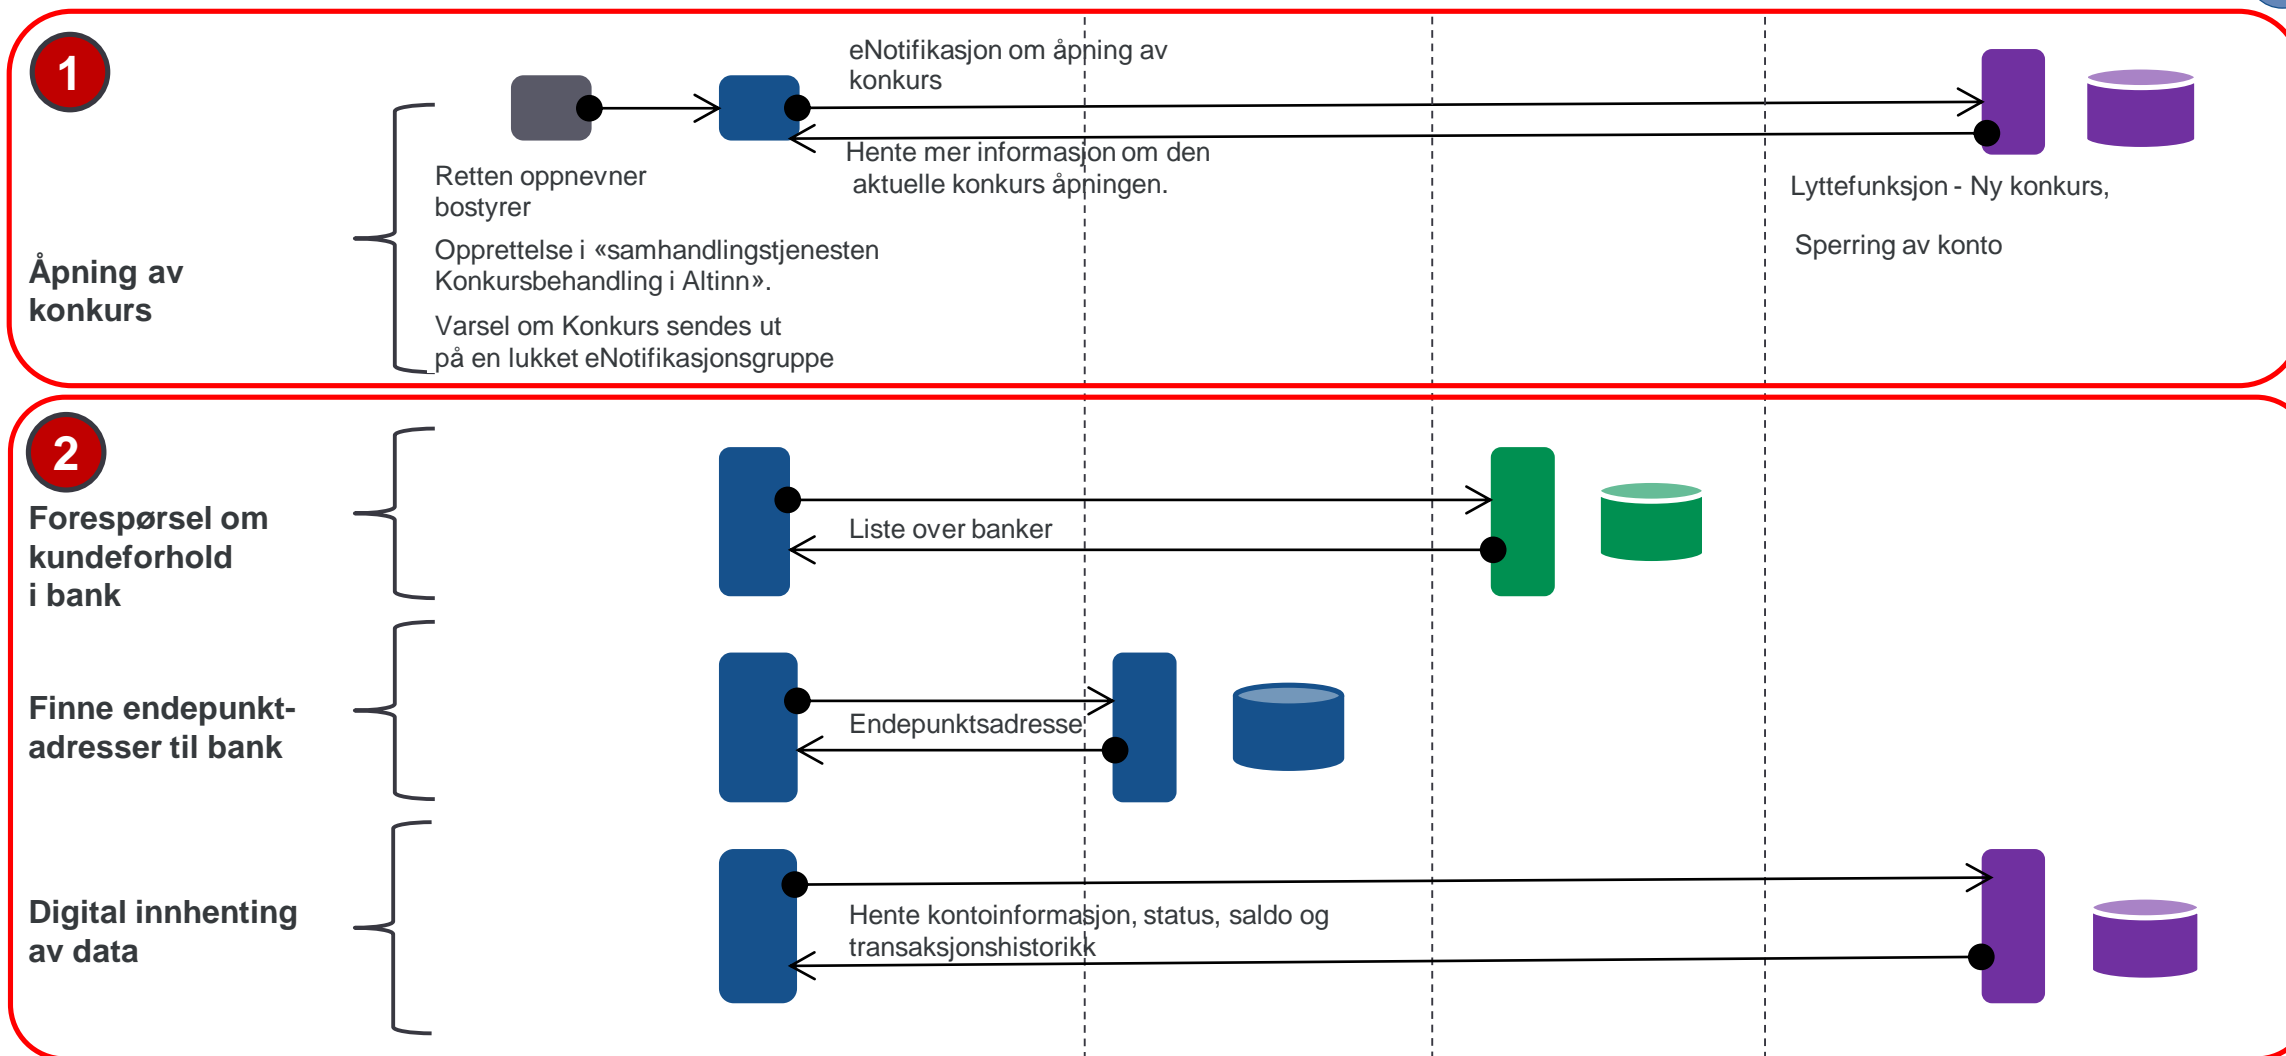 1
eNotifikasjon om åpning av
konkurs
Hente mer informasjon om den
aktuelle konkurs åpningen.
Retten oppnevner
bostyrer
Lyttefunksjon - Ny konkurs,
Sperring av konto
Opprettelse i «samhandlingstjenesten
Konkursbehandling i Altinn».
Åpning av
konkurs
Varsel om Konkurs sendes ut
på en lukket eNotifikasjonsgruppe
2
Forespørsel om
kundeforhold
i bank
Liste over banker
Finne endepunkt-
adresser til bank
Endepunktsadresse
Digital innhenting
av data
Hente kontoinformasjon, status, saldo og
transaksjonshistorikk